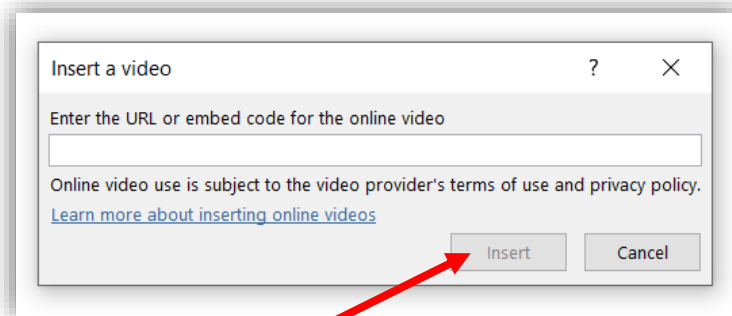 Insert a video ?
Enter the URL or embed code for the online video
Online video use is subject to the video provider's terms of use and privacy policy.
Learn more about inserting online videos
Insert Cancel